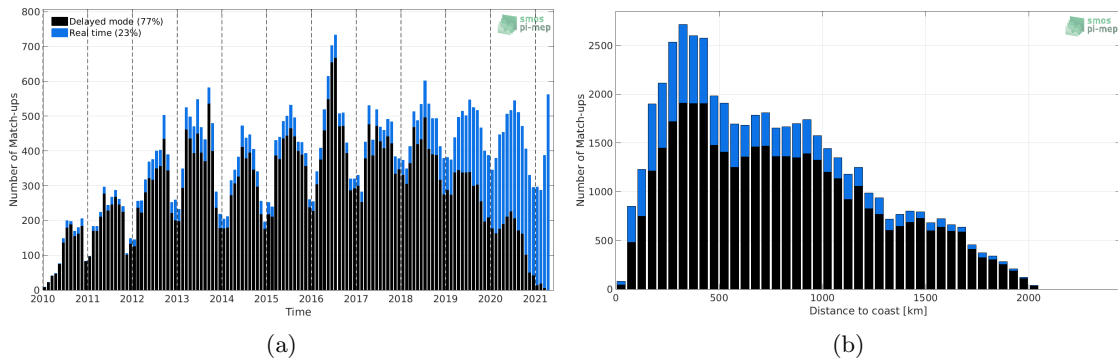 Delayed mode (77%)
Real time (23%)
smos
pi-mep
Number of Match-ups
800
700
600
500
400
300
200
100
0
2010 2011 2012 2013 2014 2015 2016 2017 2018 2019 2020 2021
Time
(a)
smos
pi-mep
Number of Match-ups
2500
2000
1500
1000
500
0
0 500 1000 1500 2000
Distance to coast [km]
(b)